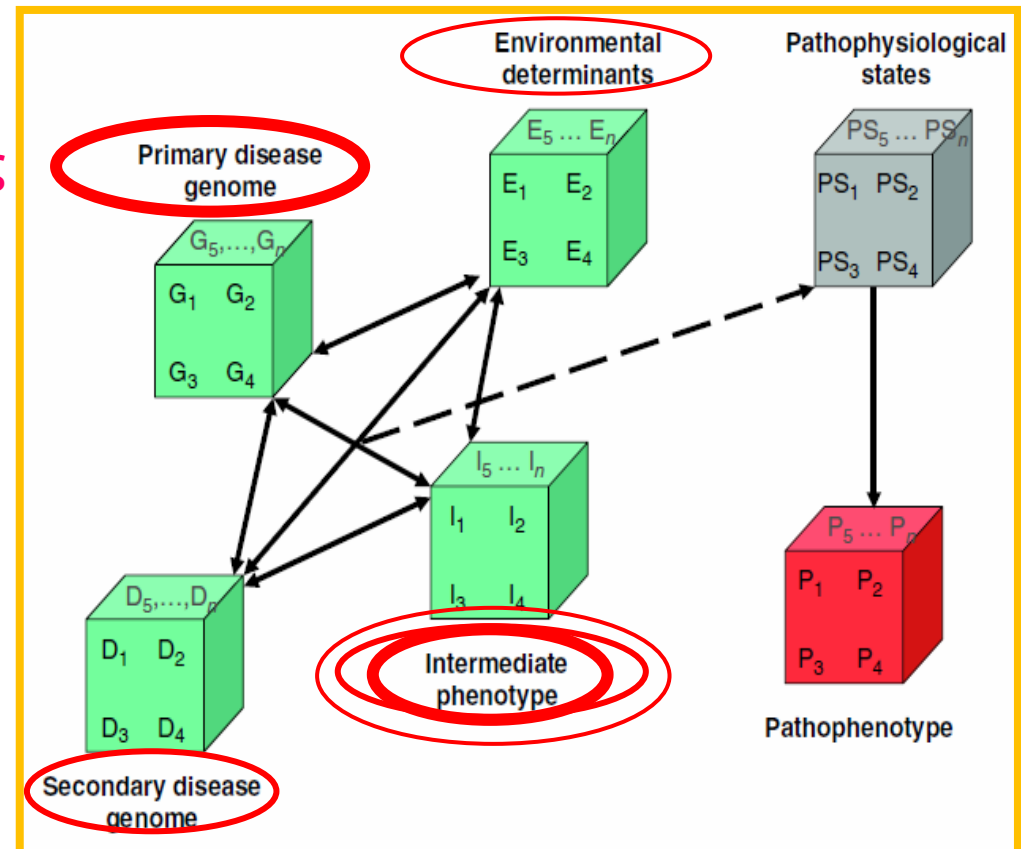 Environmental
determinants
Pathophysiological
states
s
Primary disease
genome
E₅ ... Eₙ
E₁ E₂
E₃ E₄
PS₅ ... PSₙ
PS₁ PS₂
PS₃ PS₄
G₅,...,Gₙ
G₁ G₂
G₃ G₄
I₅ ... Iₙ
I₁ I₂
I₃ I₄
Intermediate
phenotype
P₅ ... Pₙ
P₁ P₂
P₃ P₄
Pathophenotype
D₅,...,Dₙ
D₁ D₂
D₃ D₄
Secondary disease
genome